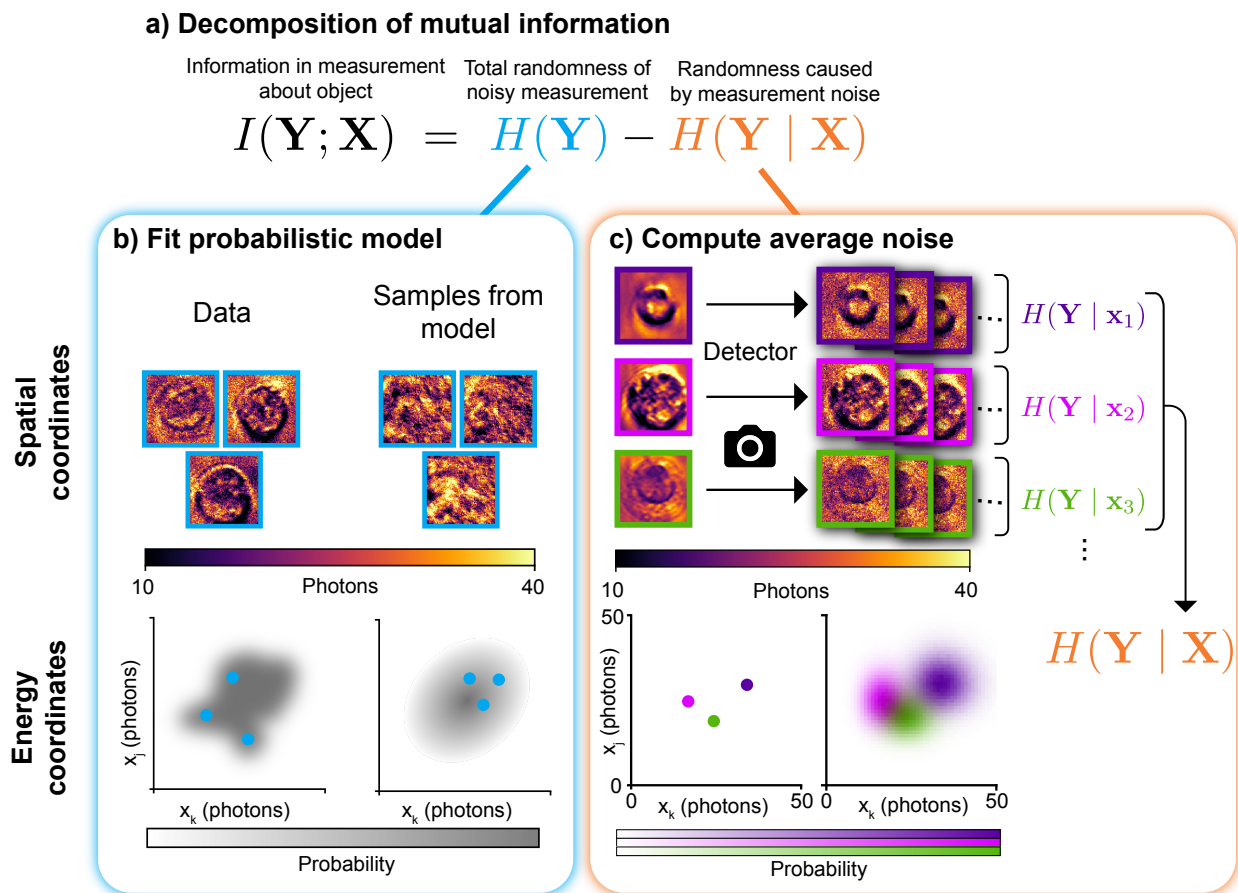 a) Decomposition of mutual information
Information in measurement
about object
Total randomness of
noisy measurement
Randomness caused
by measurement noise
I(Y; X) = H(Y) − H(Y | X)
b) Fit probabilistic model
Data
Samples from
model
Spatial
coordinates
10
Photons
40
Energy
coordinates
x_j (photons)
x_k (photons)
x_k (photons)
Probability
c) Compute average noise
Detector
...
H(Y | x_1)
...
H(Y | x_2)
...
H(Y | x_3)
...
10
Photons
40
H(Y | X)
50
x_j (photons)
0
0
x_k (photons)
50
0
x_k (photons)
50
Probability